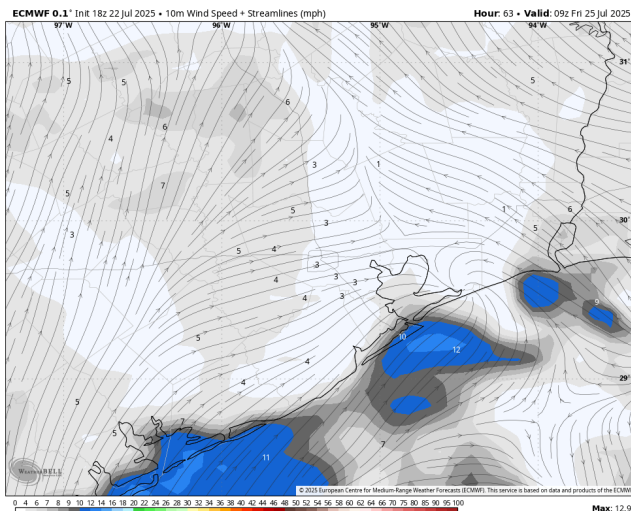 ECMWF 0.1° Init 18z 22 Jul 2025 • 10m Wind Speed + Streamlines (mph)
Hour: 63 • Valid: 09z Fri 25 Jul 2025
97°W 96°W 95°W 94°W
31°
5 5 5
6
4 6
3 1
7
5
5 1 6
3 3 5
5 4
3
4 3 3
4 3
9
10
5 12
4
29°
4
5
2
5 7
11
30°
WeatherBELL
© 2025 European Centre for Medium-Range Weather Forecasts (ECMWF). This service is based on data and products of the ECMWF
0 4 6 7 8 9 10 12 14 16 18 20 22 24 26 28 30 32 34 36 38 40 42 44 46 48 50 52 54 56 58 60 65 70 75 80 85 90 95 100
Max: 12.9